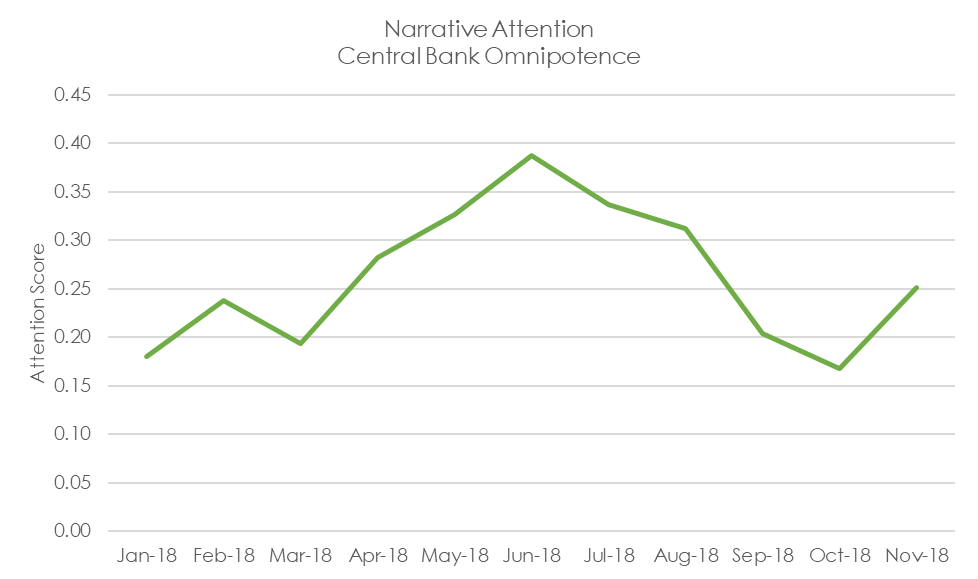 Narrative Attention
Central Bank Omnipotence
0.45
0.40
0.35
0.30
0.25
0.20
0.15
0.10
0.05
0.00
Attention Score
Jan-18 Feb-18 Mar-18 Apr-18 May-18 Jun-18 Jul-18 Aug-18 Sep-18 Oct-18 Nov-18